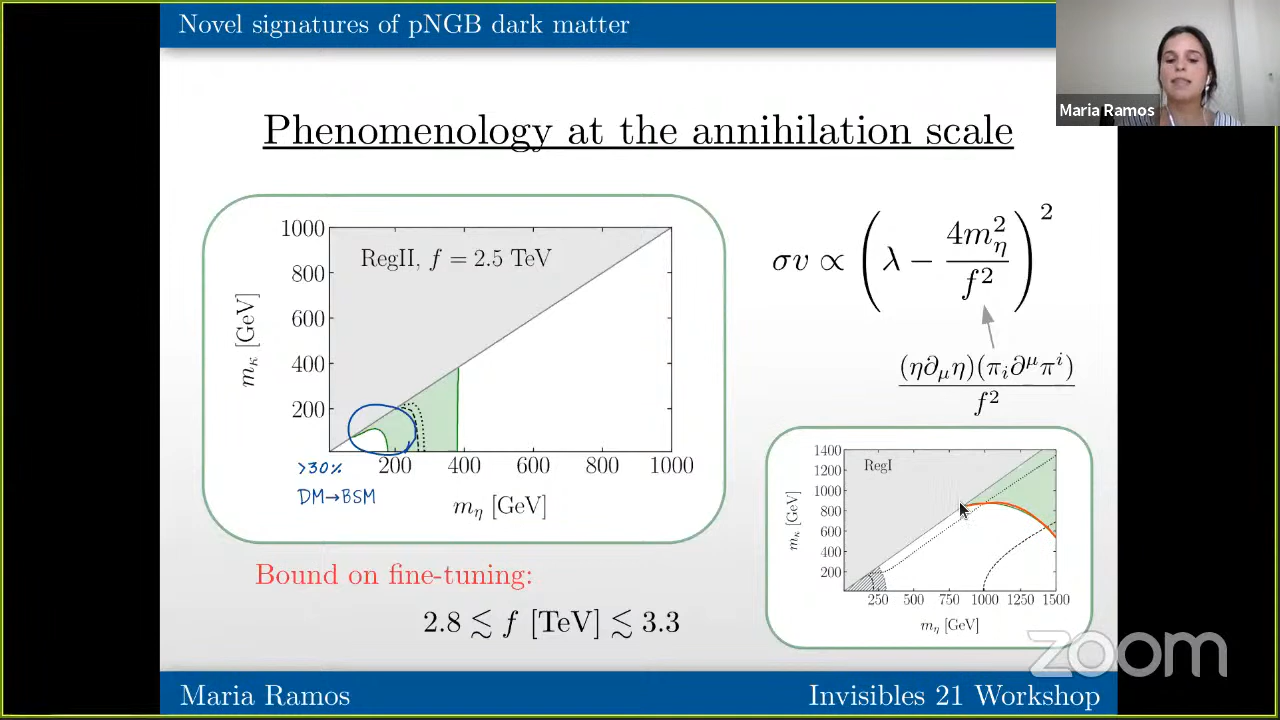 Novel signatures of pNGB dark matter
Maria Ramos
Phenomenology at the annihilation scale
1000
800
600
400
200
RegII, f = 2.5 TeV
m_κ [GeV]
200 400 600 800 1000
m_η [GeV]
>30%
DM→BSM
σv ∝ (λ − 4m_η^2 / f^2)^2
(η∂_μη)(π_i∂^μπ^i)
f^2
1400
1200
1000
800
600
400
200
RegI
m_κ [GeV]
250 500 750 1000 1250 1500
m_η [GeV]
Bound on fine-tuning:
2.8 ≲ f [TeV] ≲ 3.3
zoom
Maria Ramos
Invisibles 21 Workshop